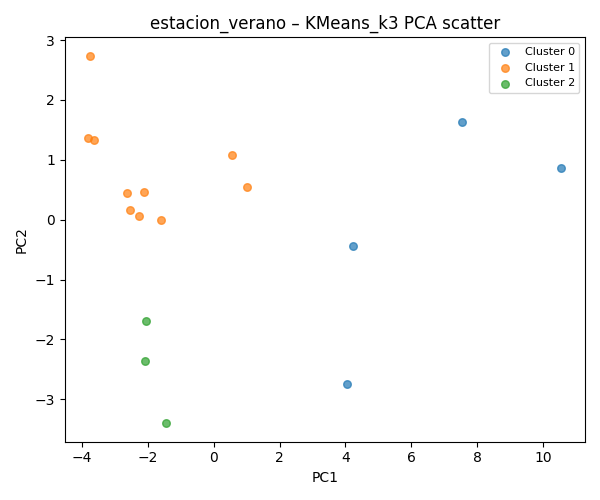 estacion_verano – KMeans_k3 PCA scatter
Cluster 0
Cluster 1
Cluster 2
3
2
1
0
−1
−2
−3
PC2
−4 −2 0 2 4 6 8 10
PC1